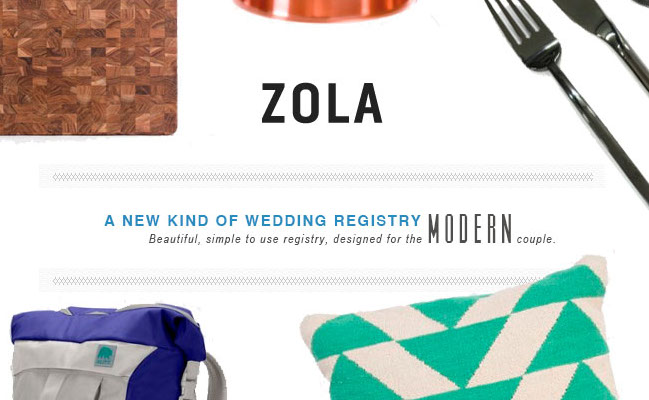 ZOLA
A NEW KIND OF WEDDING REGISTRY
Beautiful, simple to use registry, designed for the MODERN couple.